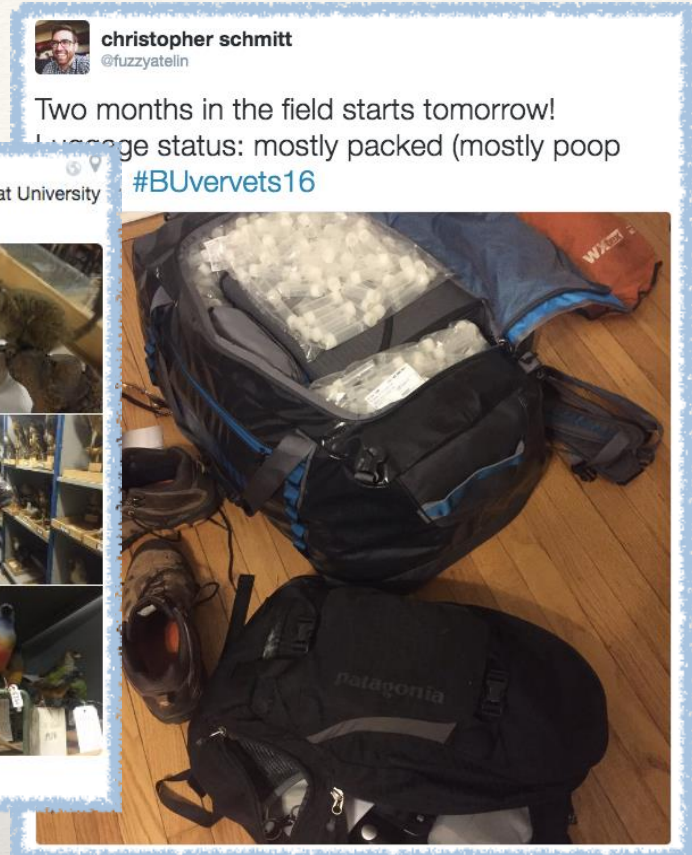 christopher schmitt
@fuzzyatelin
Two months in the field starts tomorrow!
Luggage status: mostly packed (mostly poop
#BUvervets16
at University
patagonia